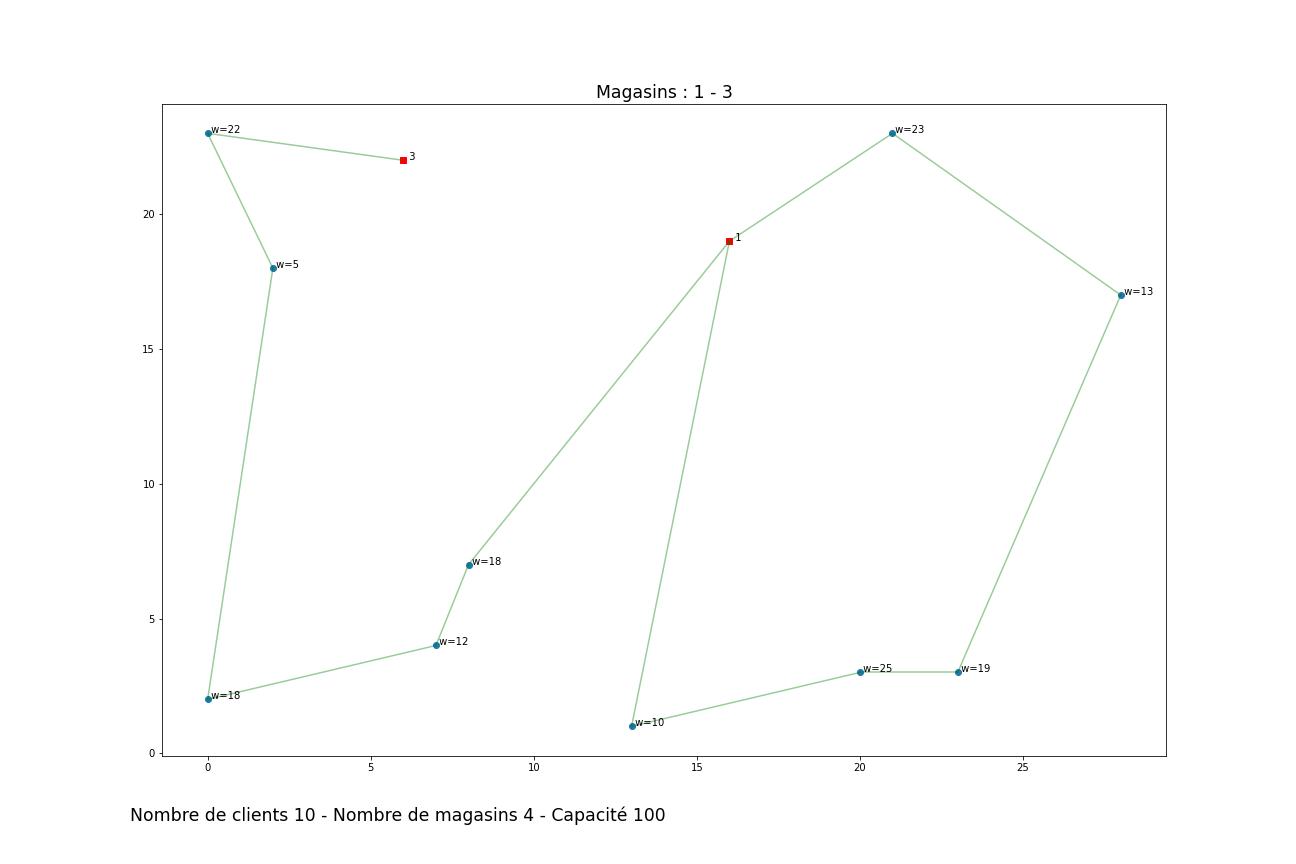 Magasins : 1 - 3
w=22
w=23
3
20
1
w=5
w=13
15
10
w=18
5
w=12
w=25
w=19
w=18
w=10
0
0
5
10
15
20
25
Nombre de clients 10 - Nombre de magasins 4 - Capacité 100